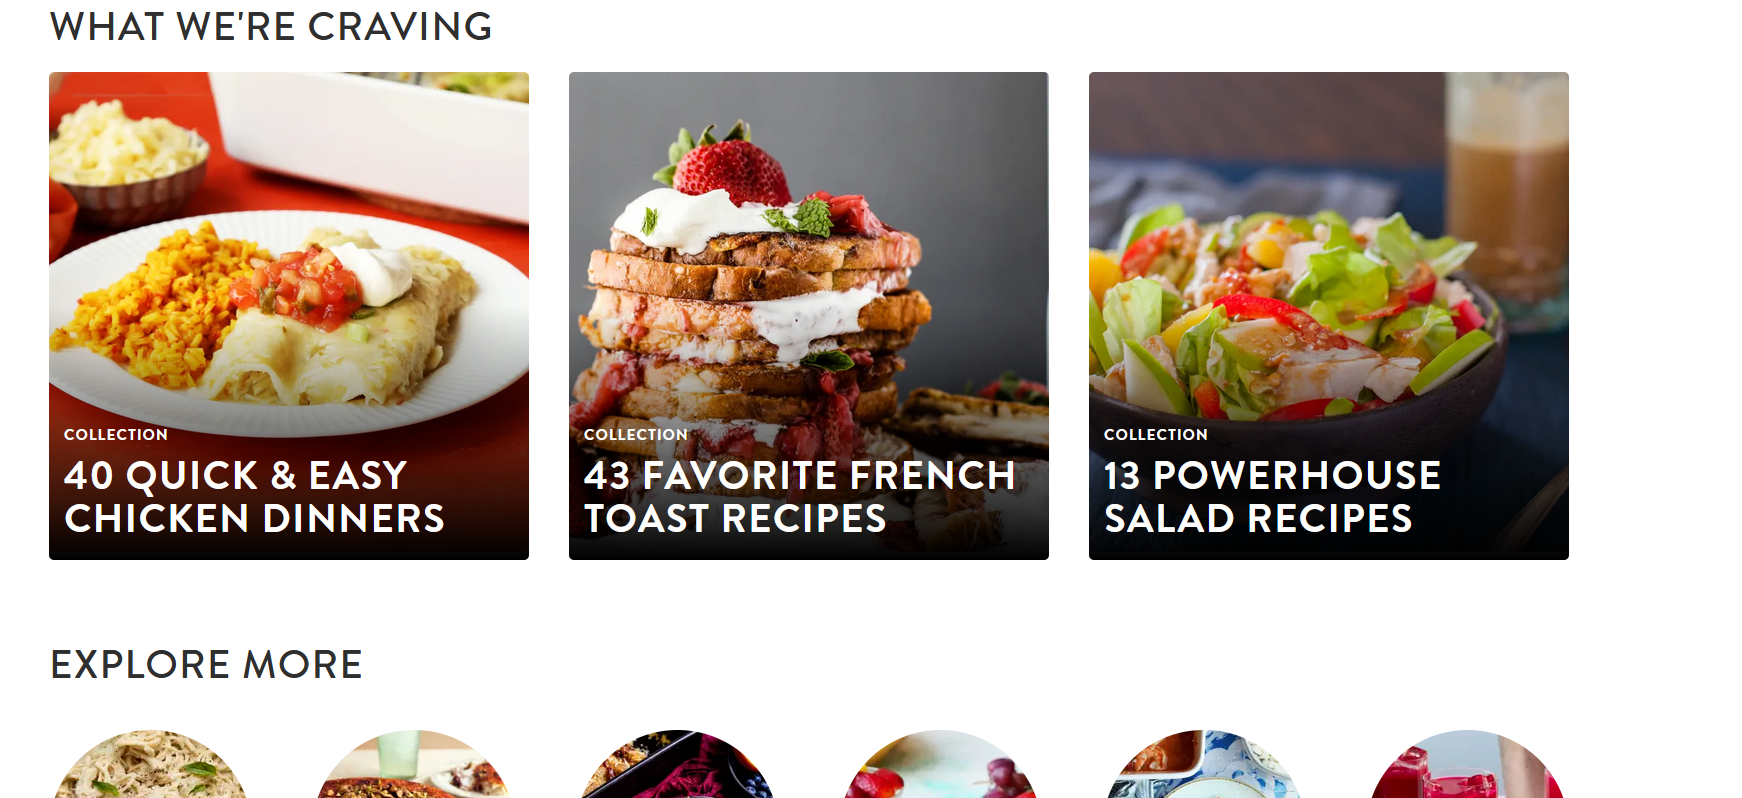 WHAT WE'RE CRAVING
COLLECTION
40 QUICK & EASY
CHICKEN DINNERS
COLLECTION
43 FAVORITE FRENCH
TOAST RECIPES
COLLECTION
13 POWERHOUSE
SALAD RECIPES
EXPLORE MORE